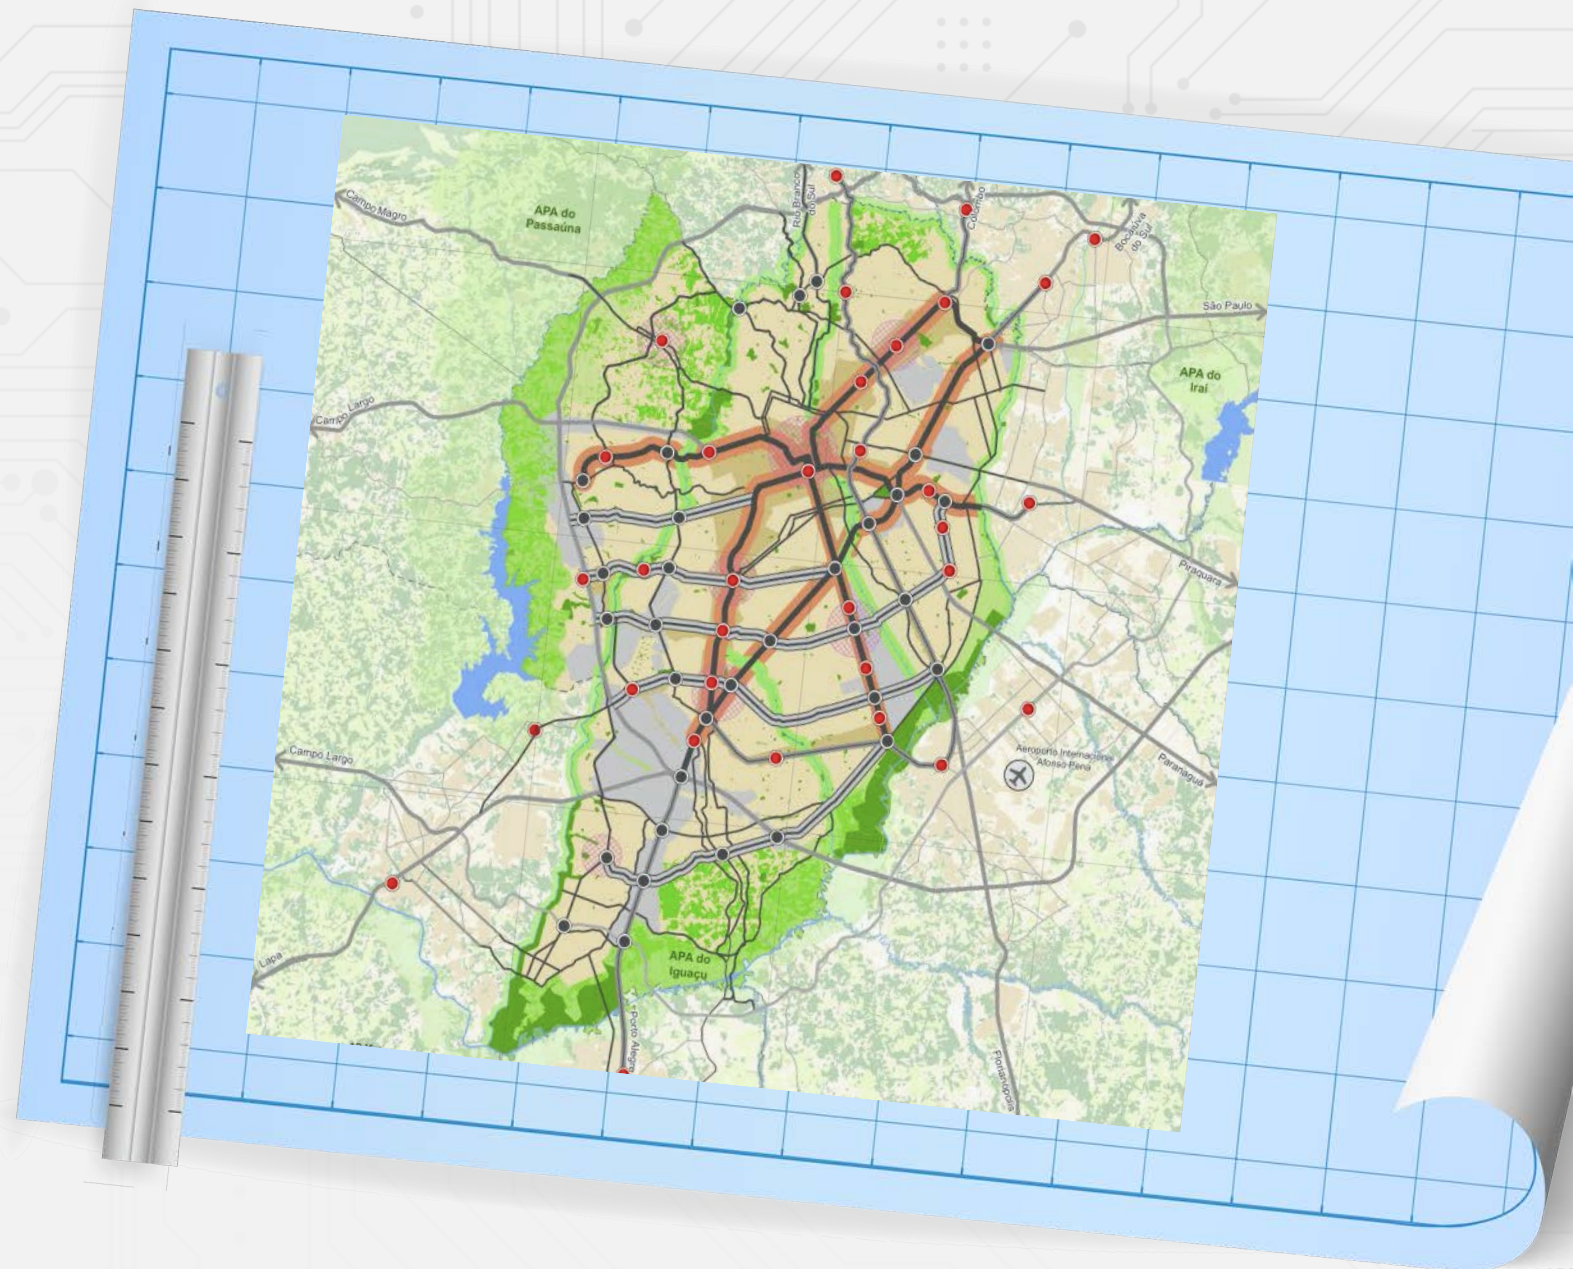 Campo Magro
APA do
Passaúna
Rio Branco
do Sul
Colombo
Bocaiúva
do Sul
São Paulo
APA do
Iraí
Campo Largo
Piraquara
Campo Largo
Aeroporto Internacional
Afonso Pena
Paranaguá
Lapa
APA do
Iguaçu
Porto Alegre
Florianópolis